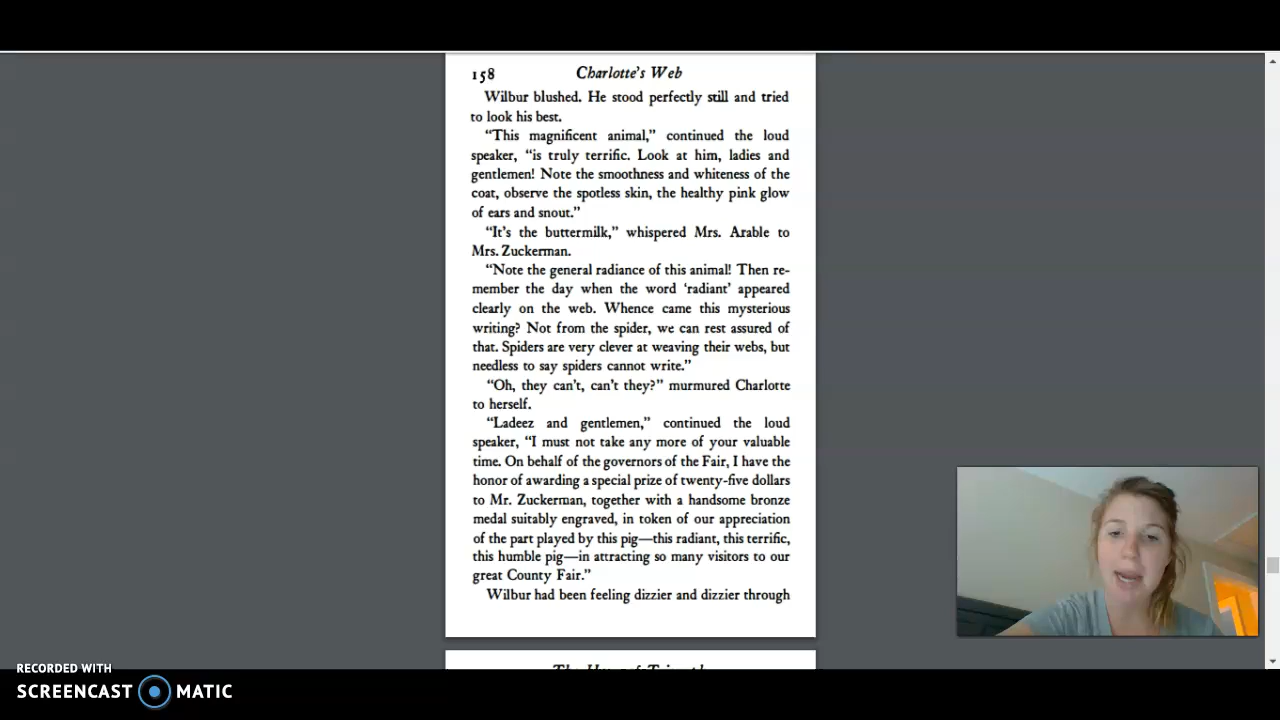 158 Charlotte's Web
Wilbur blushed. He stood perfectly still and tried
to look his best.
“This magnificent animal,” continued the loud
speaker, “is truly terrific. Look at him, ladies and
gentlemen! Note the smoothness and whiteness of the
coat, observe the spotless skin, the healthy pink glow
of ears and snout.”
“It’s the buttermilk,” whispered Mrs. Arable to
Mrs. Zuckerman.
“Note the general radiance of this animal! Then re-
member the day when the word ‘radiant’ appeared
clearly on the web. Whence came this mysterious
writing? Not from the spider, we can rest assured of
that. Spiders are very clever at weaving their webs, but
needless to say spiders cannot write.”
“Oh, they can’t, can’t they?” murmured Charlotte
to herself.
“Ladeez and gentlemen,” continued the loud
speaker, “I must not take any more of your valuable
time. On behalf of the governors of the Fair, I have the
honor of awarding a special prize of twenty-five dollars
to Mr. Zuckerman, together with a handsome bronze
medal suitably engraved, in token of our appreciation
of the part played by this pig—this radiant, this terrific,
this humble pig—in attracting so many visitors to our
great County Fair.”
Wilbur had been feeling dizzier and dizzier through
RECORDED WITH
SCREENCAST MATIC